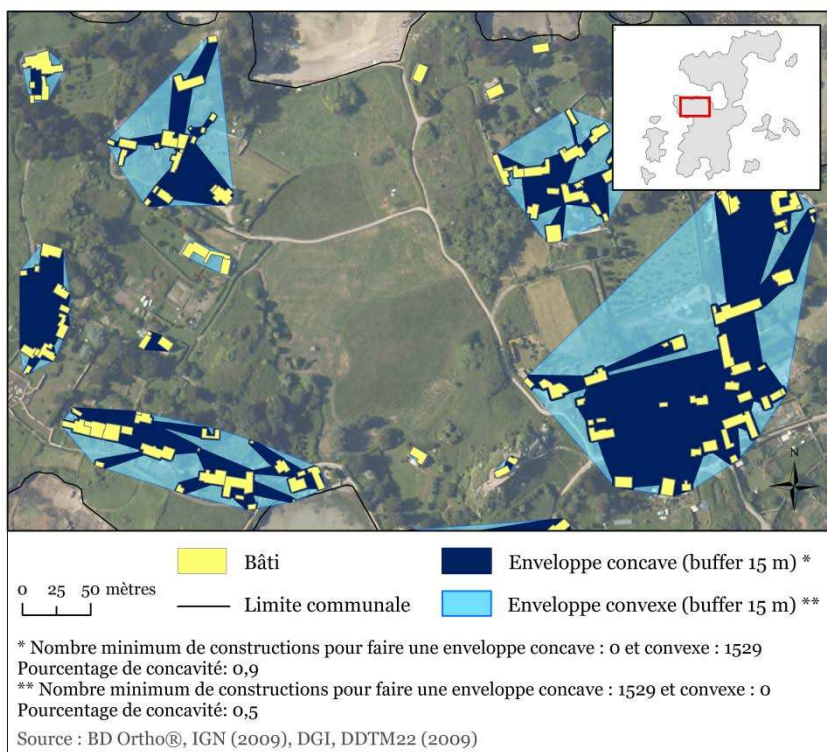 N
Bâti
Enveloppe concave (buffer 15 m) *
0 25 50 mètres
Limite communale
Enveloppe convexe (buffer 15 m) **
* Nombre minimum de constructions pour faire une enveloppe concave : 0 et convexe : 1529
Pourcentage de concavité: 0,9
** Nombre minimum de constructions pour faire une enveloppe concave : 1529 et convexe : 0
Pourcentage de concavité: 0,5
Source : BD Ortho®, IGN (2009), DGI, DDTM22 (2009)